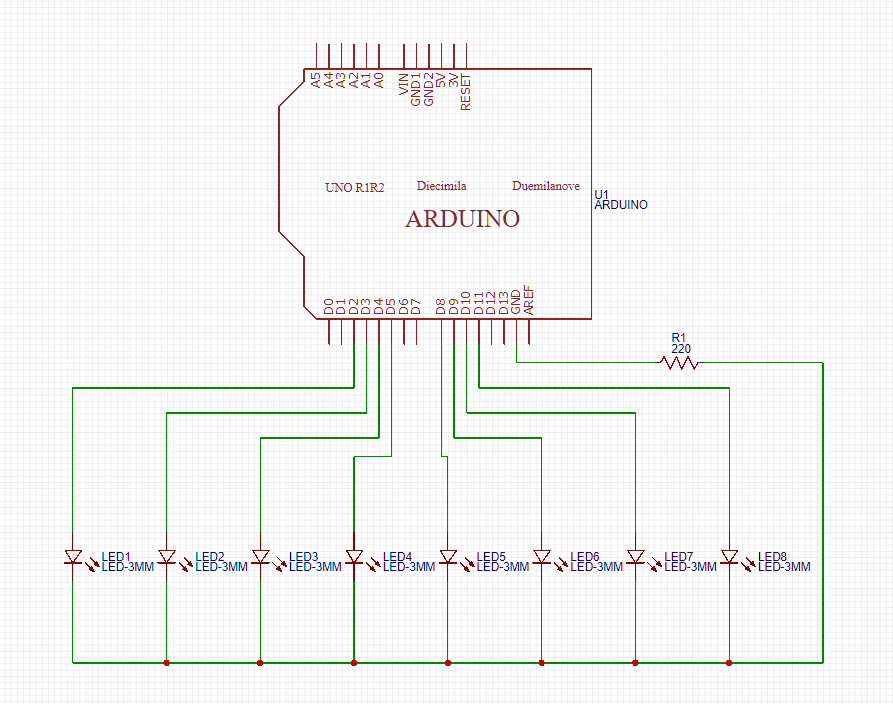 A5
A4
A3
A2
A1
A0
VIN
GND1
GND2
5V
3V
RESET
UNO R1R2
Diecimila
Duemilanove
ARDUINO
U1
ARDUINO
D0
D1
D2
D3
D4
D5
D6
D7
D8
D9
D10
D11
D12
D13
GND
AREF
R1
220
LED1
LED-3MM
LED2
LED-3MM
LED3
LED-3MM
LED4
LED-3MM
LED5
LED-3MM
LED6
LED-3MM
LED7
LED-3MM
LED8
LED-3MM